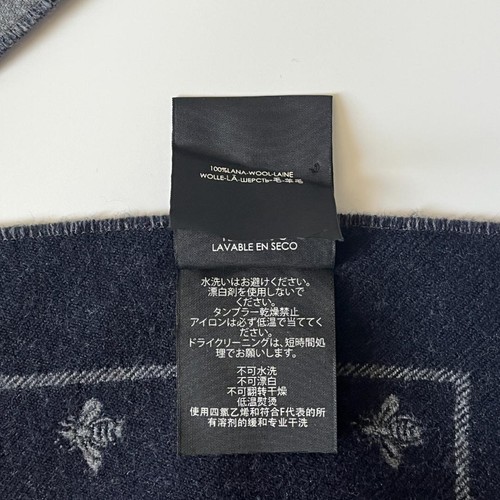 100%LANA-WOOL-LAINE
WOLLE-LÃ-ШЕРСТЬ-毛-羊毛
LAVABLE EN SECO
水洗いはお避けください。
漂白剤を使用しないで
ください。
タンブラー乾燥禁止
アイロンは必ず低温で当ててく
ださい。
ドライクリーニングは、短時間処
理でお願いします。
不可水洗
不可漂白
不可翻转干燥
低温熨烫
使用四氯乙烯和符合F代表的所
有溶剂的缓和专业干洗